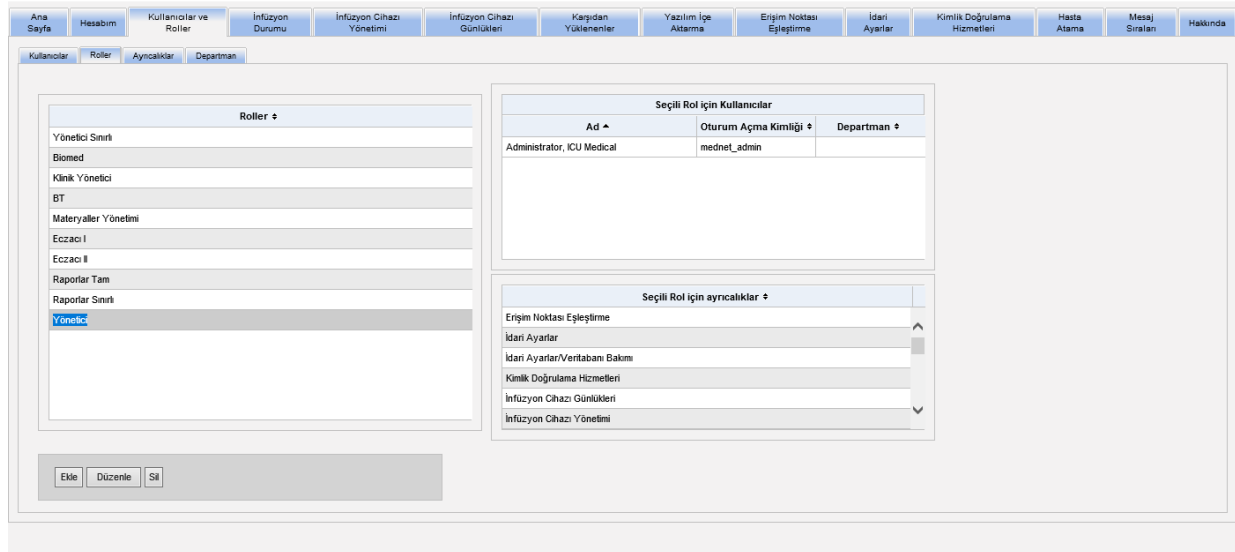 Ana Sayfa
Hesabım
Kullanıcılar ve Roller
İnfüzyon Durumu
İnfüzyon Cihazı Yönetimi
İnfüzyon Cihazı Günlükleri
Karşıdan Yüklenenler
Yazılım İçe Aktarma
Erişim Noktası Eşleştirme
İdari Ayarlar
Kimlik Doğrulama Hizmetleri
Hasta Atama
Mesaj Sıraları
Hakkında
Kullanıcılar
Roller
Ayrıcalıklar
Departman
Roller
Yönetici Sınırlı
Biomed
Klinik Yönetici
BT
Materyaller Yönetimi
Eczacı I
Eczacı II
Raporlar Tam
Raporlar Sınırlı
Yönetici
Seçili Rol için Kullanıcılar
Ad
Oturum Açma Kimliği
Departman
Administrator, ICU Medical
mednet_admin
Seçili Rol için ayrıcalıklar
Erişim Noktası Eşleştirme
İdari Ayarlar
İdari Ayarlar/Veritabanı Bakımı
Kimlik Doğrulama Hizmetleri
İnfüzyon Cihazı Günlükleri
İnfüzyon Cihazı Yönetimi
Ekle
Düzenle
Sil